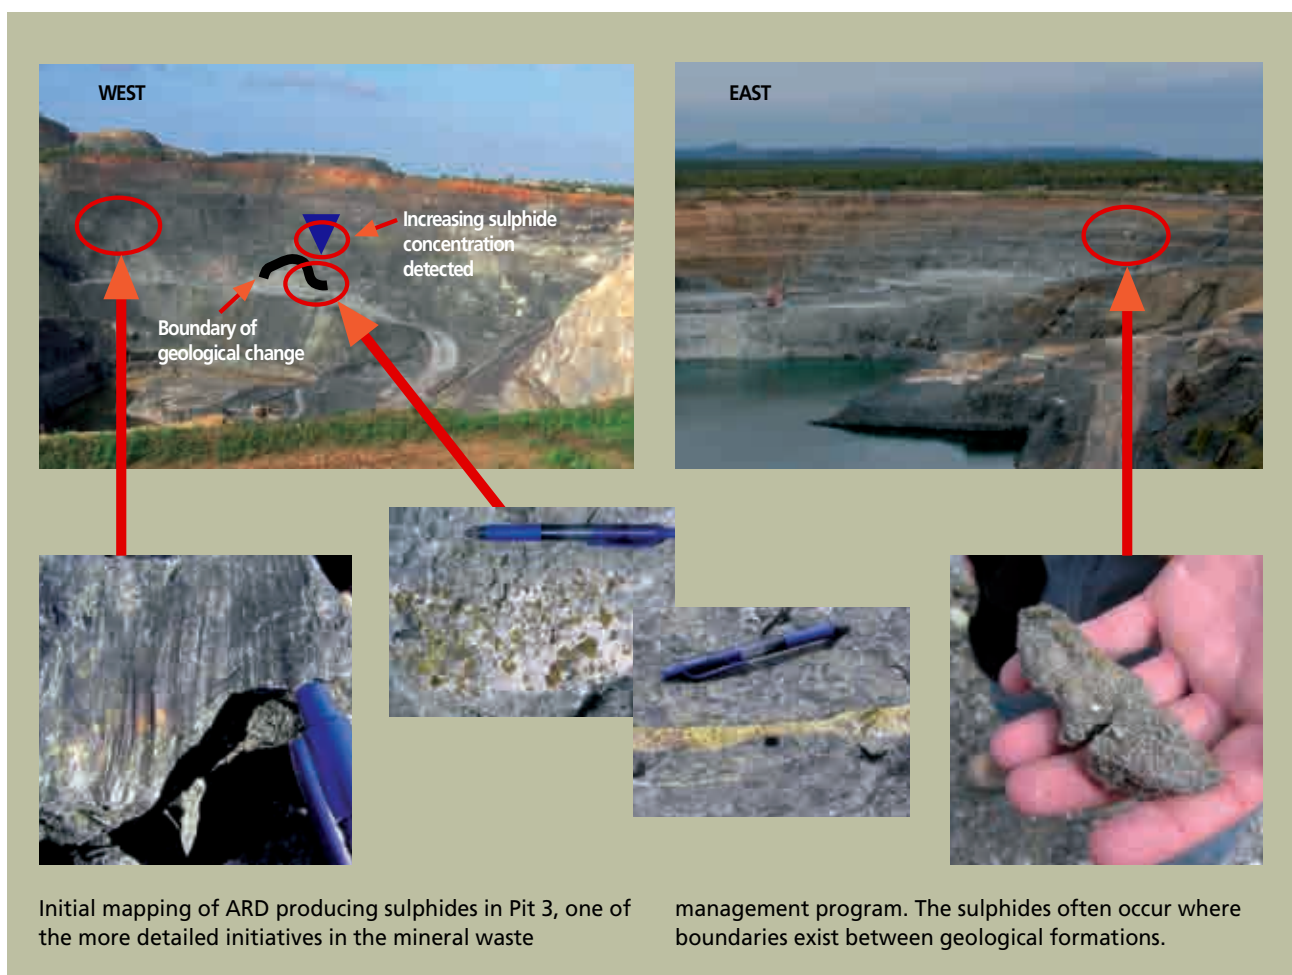 WEST
EAST
Increasing sulphide
concentration
detected
Boundary of
geological change
Initial mapping of ARD producing sulphides in Pit 3, one of
the more detailed initiatives in the mineral waste
management program. The sulphides often occur where
boundaries exist between geological formations.